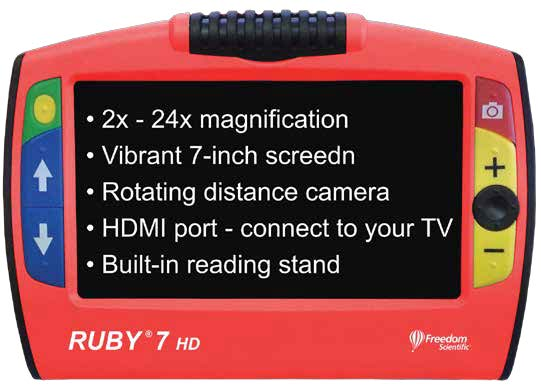 • 2x - 24x magnification
• Vibrant 7-inch screedn
• Rotating distance camera
• HDMI port - connect to your TV
• Built-in reading stand
RUBY® 7 HD
Freedom
Scientific